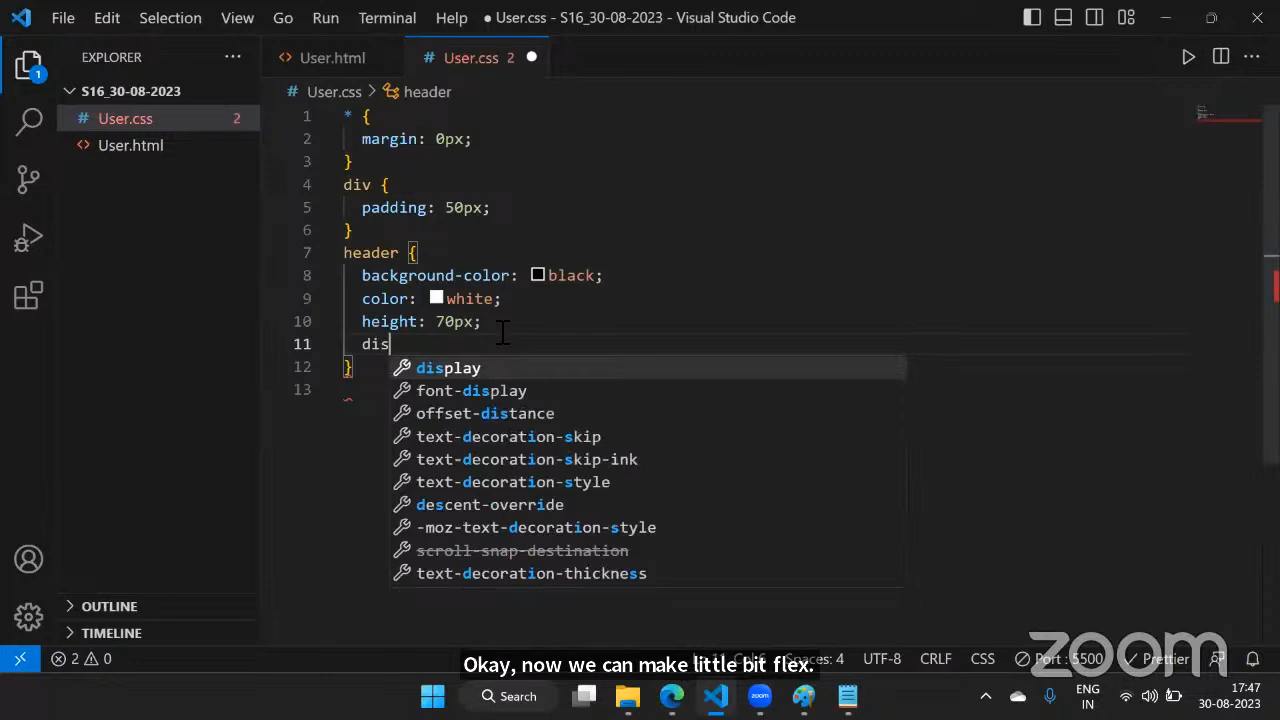 File Edit Selection View Go Run Terminal Help ● User.css - S16_30-08-2023 - Visual Studio Code
EXPLORER ...
User.html
# User.css 2
S16_30-08-2023
# User.css > header
# User.css 2
User.html
1 * {
2 margin: 0px;
3 }
4 div {
5 padding: 50px;
6 }
7 header {
8 background-color: black;
9 color: white;
10 height: 70px;
11 dis
12 }
13
display
font-display
offset-distance
text-decoration-skip
text-decoration-skip-ink
text-decoration-style
descent-override
-moz-text-decoration-style
scroll-snap-destination
text-decoration-thickness
OUTLINE
TIMELINE
zoom
2 0 Spaces: 4 UTF-8 CRLF CSS Port : 5500 Prettier
Okay, now we can make little bit flex.
Search zoom ENG IN 17:47 30-08-2023